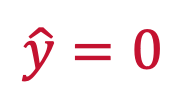 ŷ = 0